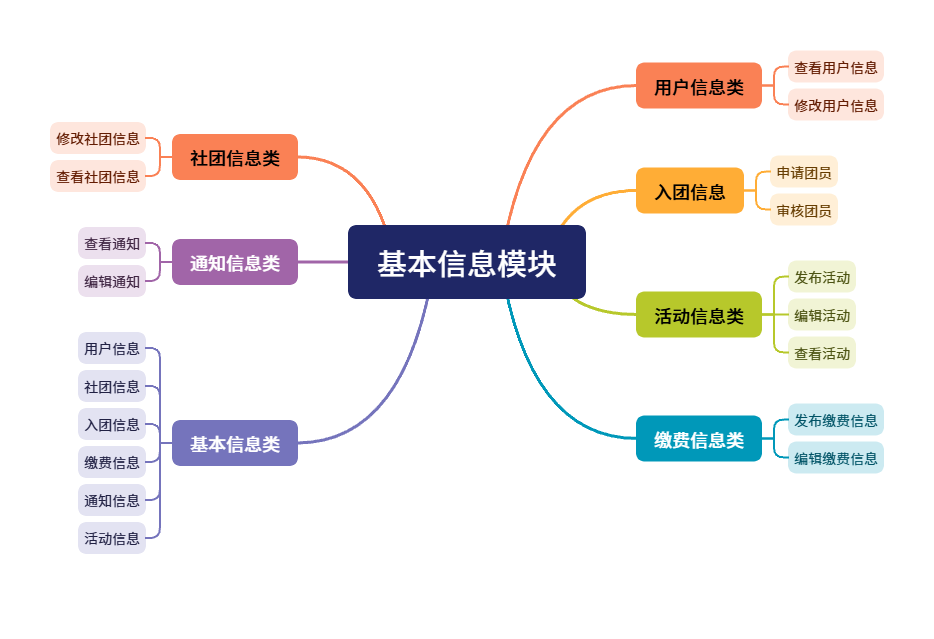 基本信息模块
用户信息类
查看用户信息
修改用户信息
入团信息
申请团员
审核团员
活动信息类
发布活动
编辑活动
查看活动
缴费信息类
发布缴费信息
编辑缴费信息
社团信息类
修改社团信息
查看社团信息
通知信息类
查看通知
编辑通知
基本信息类
用户信息
社团信息
入团信息
缴费信息
通知信息
活动信息